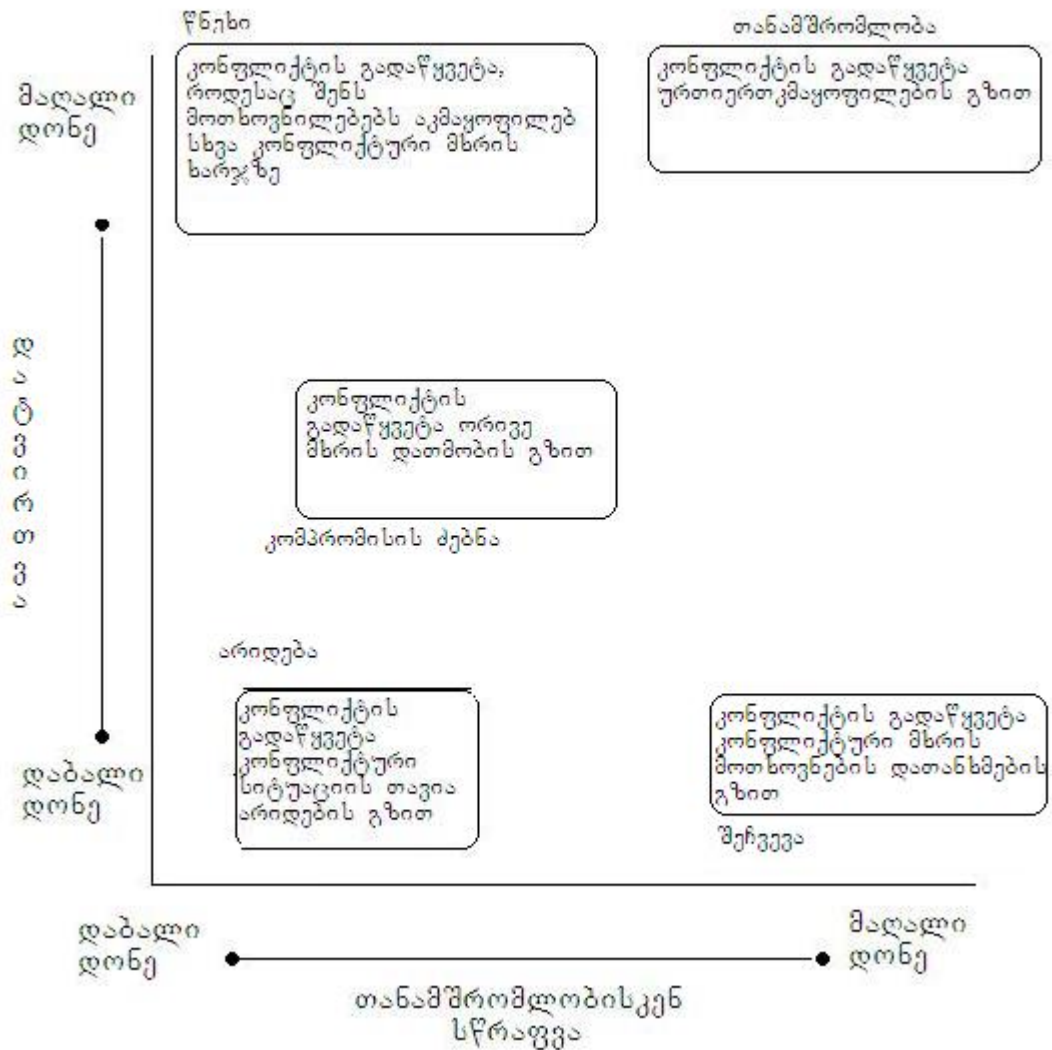 წნეხი
კონფლიქტის გადაწყვეტა,
როდესაც შენს
მოთხოვნილებებს აკმაყოფილებ
სხვა კონფლიქტური მხრის
ხარჯზე
თანამშრომლობა
კონფლიქტის გადაწყვეტა
ურთიერთკმაყოფილების გზით
მაღალი
დონე
დატვირთვა
კონფლიქტის
გადაწყვეტა ორივე
მხრის დათმობის გზით
კომპრომისის ძებნა
არიდება
კონფლიქტის
გადაწყვეტა
კონფლიქტური
სიტუაციის თავია
არიდების გზით
კონფლიქტის გადაწყვეტა
კონფლიქტური მხრის
მოთხოვნების დათანხმების
გზით
შეჩვევა
დაბალი
დონე
დაბალი
დონე
მაღალი
დონე
თანამშრომლობისკენ
სწრაფვა